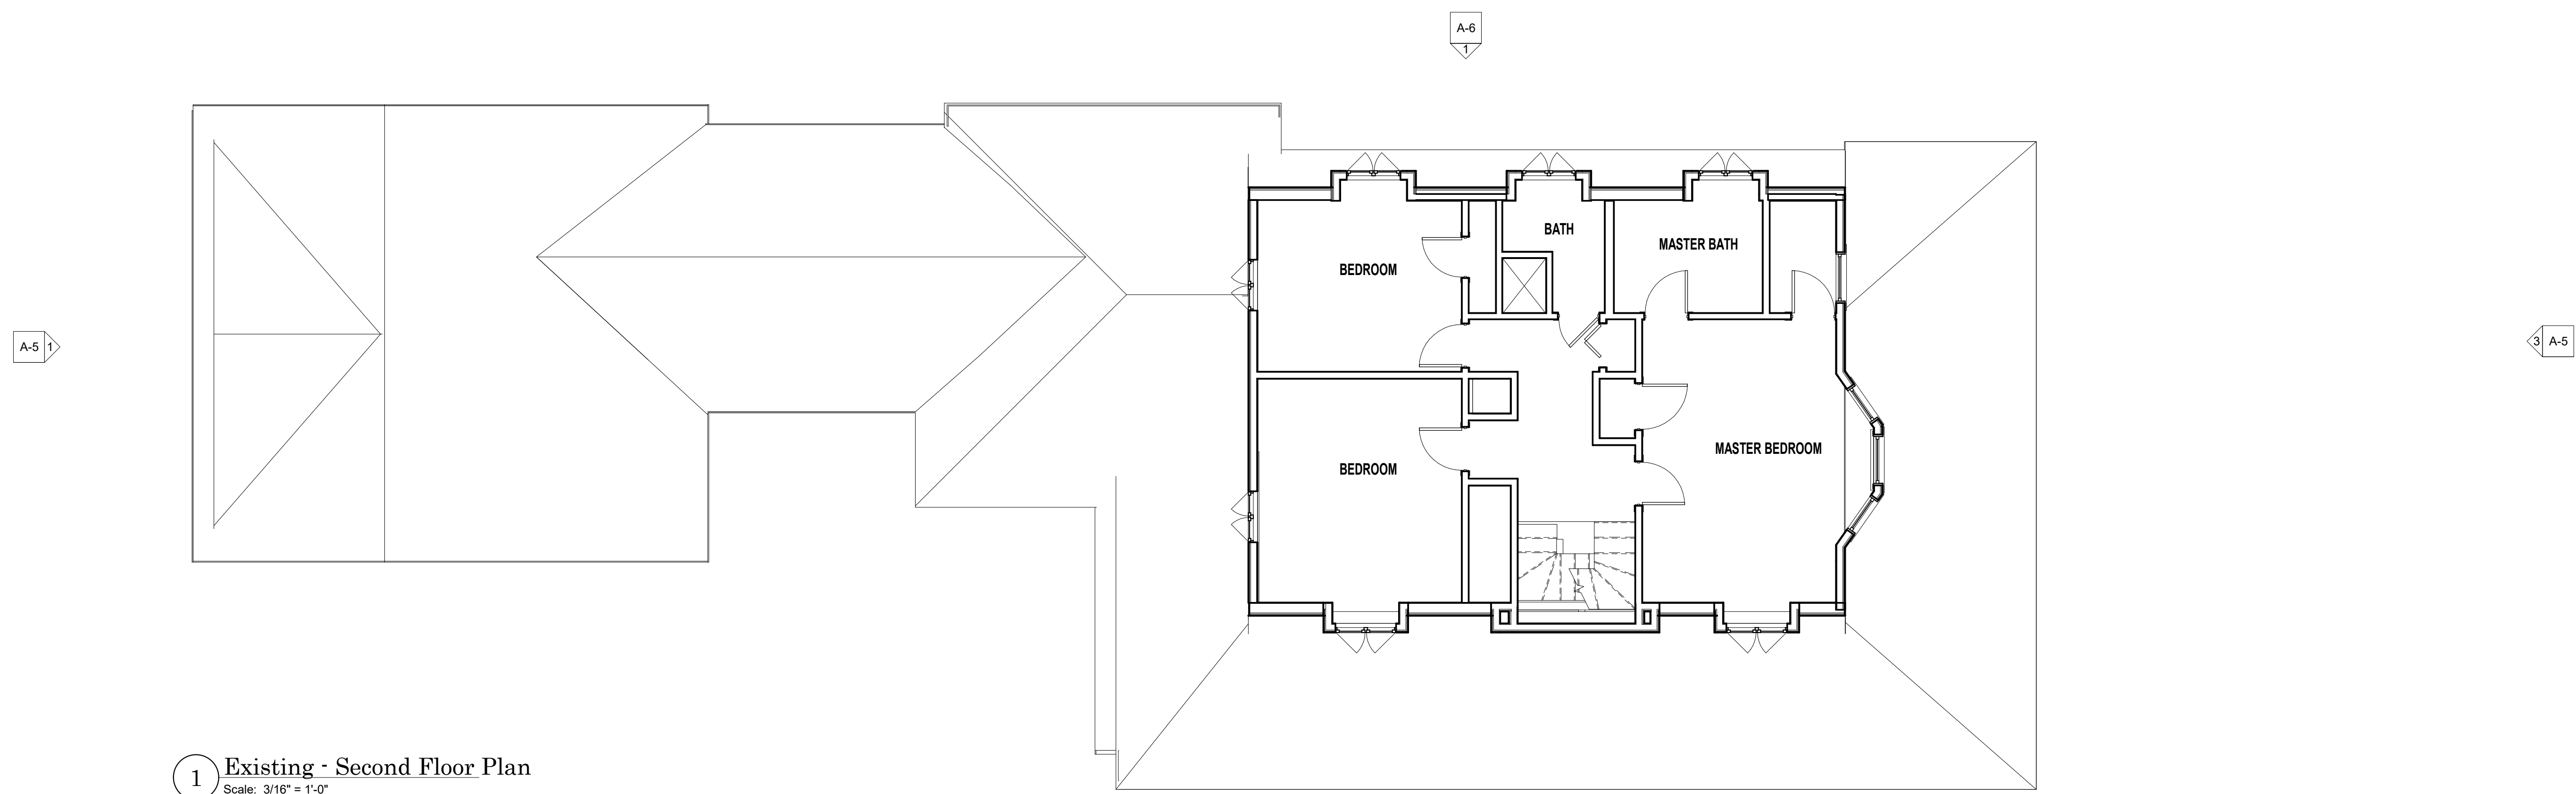 A-6
1
BATH
MASTER BATH
BEDROOM
A-5 1
3 A-5
MASTER BEDROOM
BEDROOM
1 Existing - Second Floor Plan
Scale: 3/16" = 1'-0"